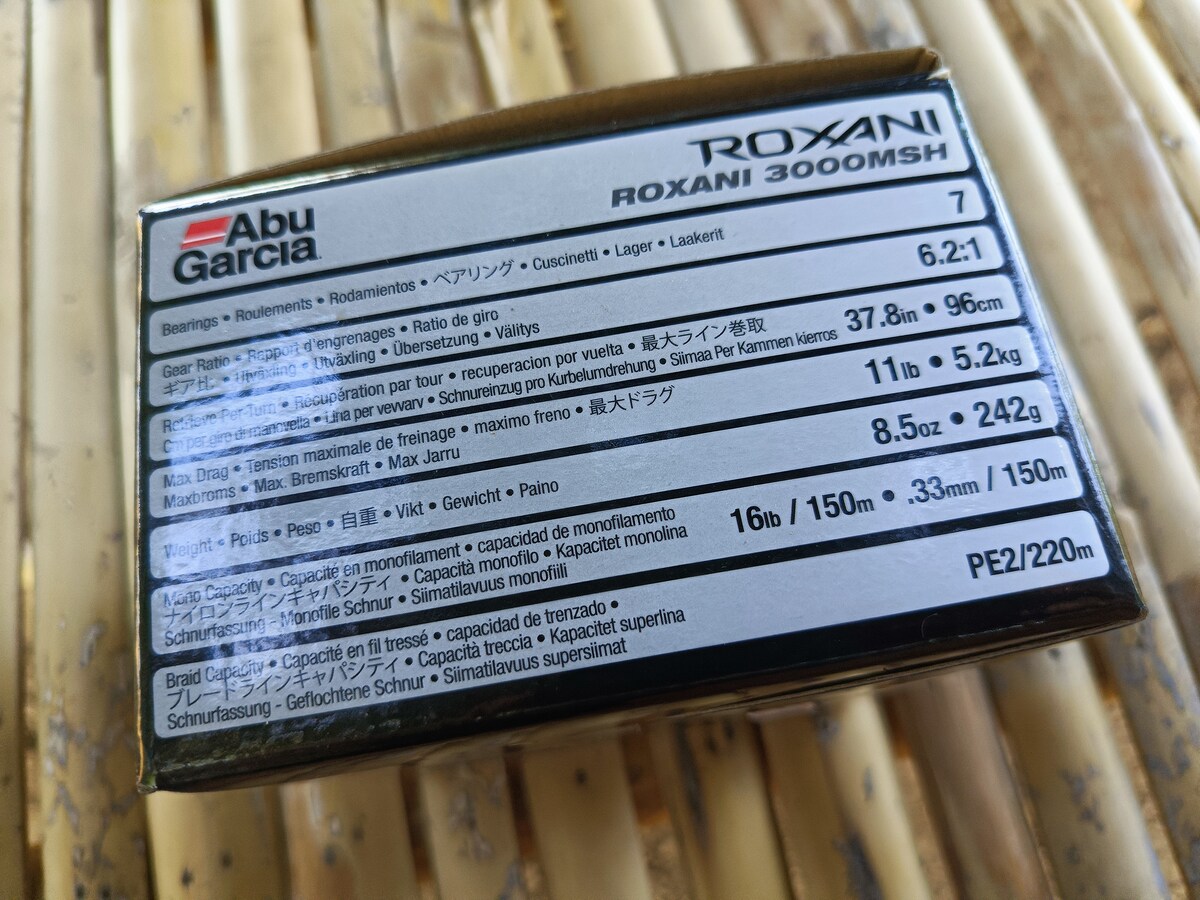 ROXANI
ROXANI 3000MSH
Abu
Garcia
Bearings • Roulements • Rodamientos • ベアリング • Cuscinetti • Lager • Laakerit
7
Gear Ratio • Rapport d'engrenages • Ratio de giro
ギア比 • Utväxling • Utväxling • Übersetzung • Välitys
6.2:1
Retrieve Per Turn • Recupération par tour • recuperacion por vuelta • 最大ライン巻取
Cm per giro di manovella • Lina per vevvarv • Schnureinzug pro Kurbelumdrehung • Siimaa Per Kammen kierros
37.8in • 96cm
Max Drag • Tension maximale de freinage • maximo freno • 最大ドラグ
Maxbroms • Max. Bremskraft • Max Jarru
11lb • 5.2kg
Weight • Poids • Peso • 自重 • Vikt • Gewicht • Paino
8.5oz • 242g
Mono Capacity • Capacité en monofilament • capacidad de monofilamento
ナイロンラインキャパシティ • Capacità monofilo • Kapacitet monolina
Schnurfassung - Monofile Schnur • Siimatilavuus monofiili
16lb / 150m • .33mm / 150m
Braid Capacity • Capacité en fil tressé • capacidad de trenzado •
ブレードラインキャパシティ • Capacità treccia • Kapacitet superlina
Schnurfassung - Geflochtene Schnur • Siimatilavuus supersiimat
PE2/220m